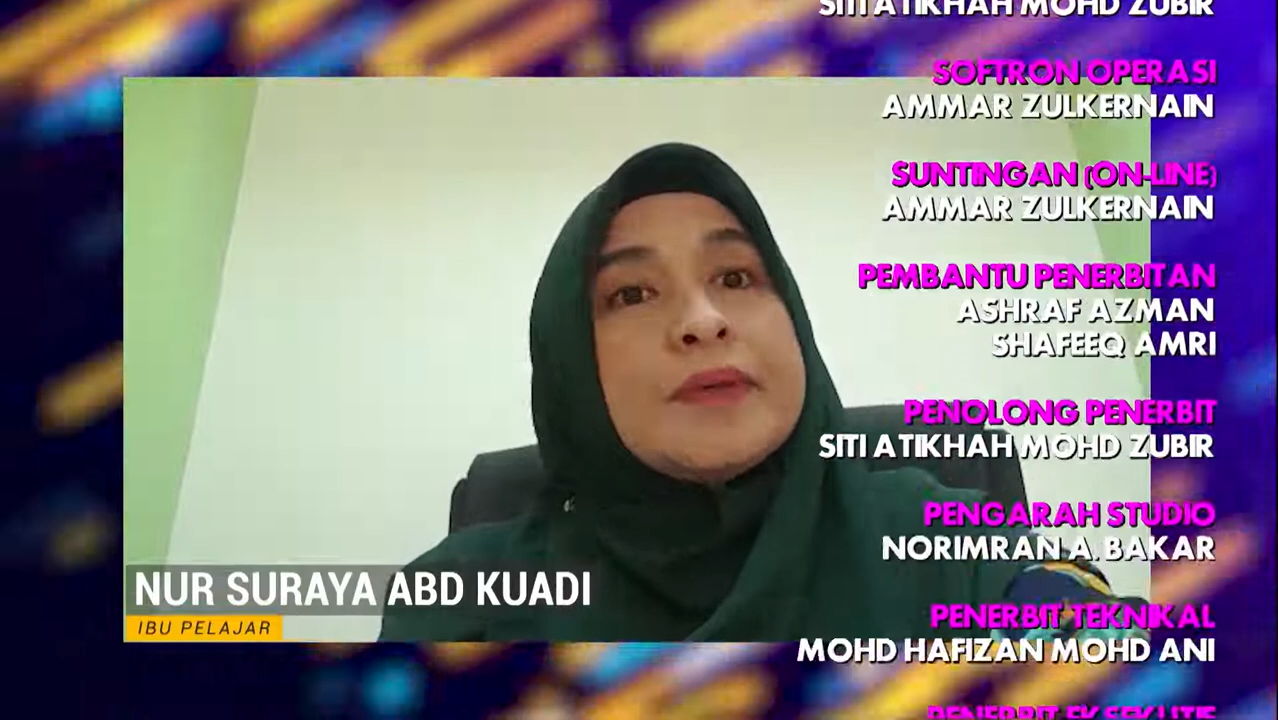 SITI ATIKHAH MOHD ZUBIR
SOFTRON OPERASI
AMMAR ZULKERNAIN
SUNTINGAN (ON-LINE)
AMMAR ZULKERNAIN
PEMBANTU PENERBITAN
ASHRAF AZMAN
SHAFEEQ AMRI
PENOLONG PENERBIT
SITI ATIKHAH MOHD ZUBIR
PENGARAH STUDIO
NORIMRAN A. BAKAR
PENERBIT TEKNIKAL
MOHD HAFIZAN MOHD ANI
PENERBIT EKSEKUTIF
NUR SURAYA ABD KUADI
IBU PELAJAR